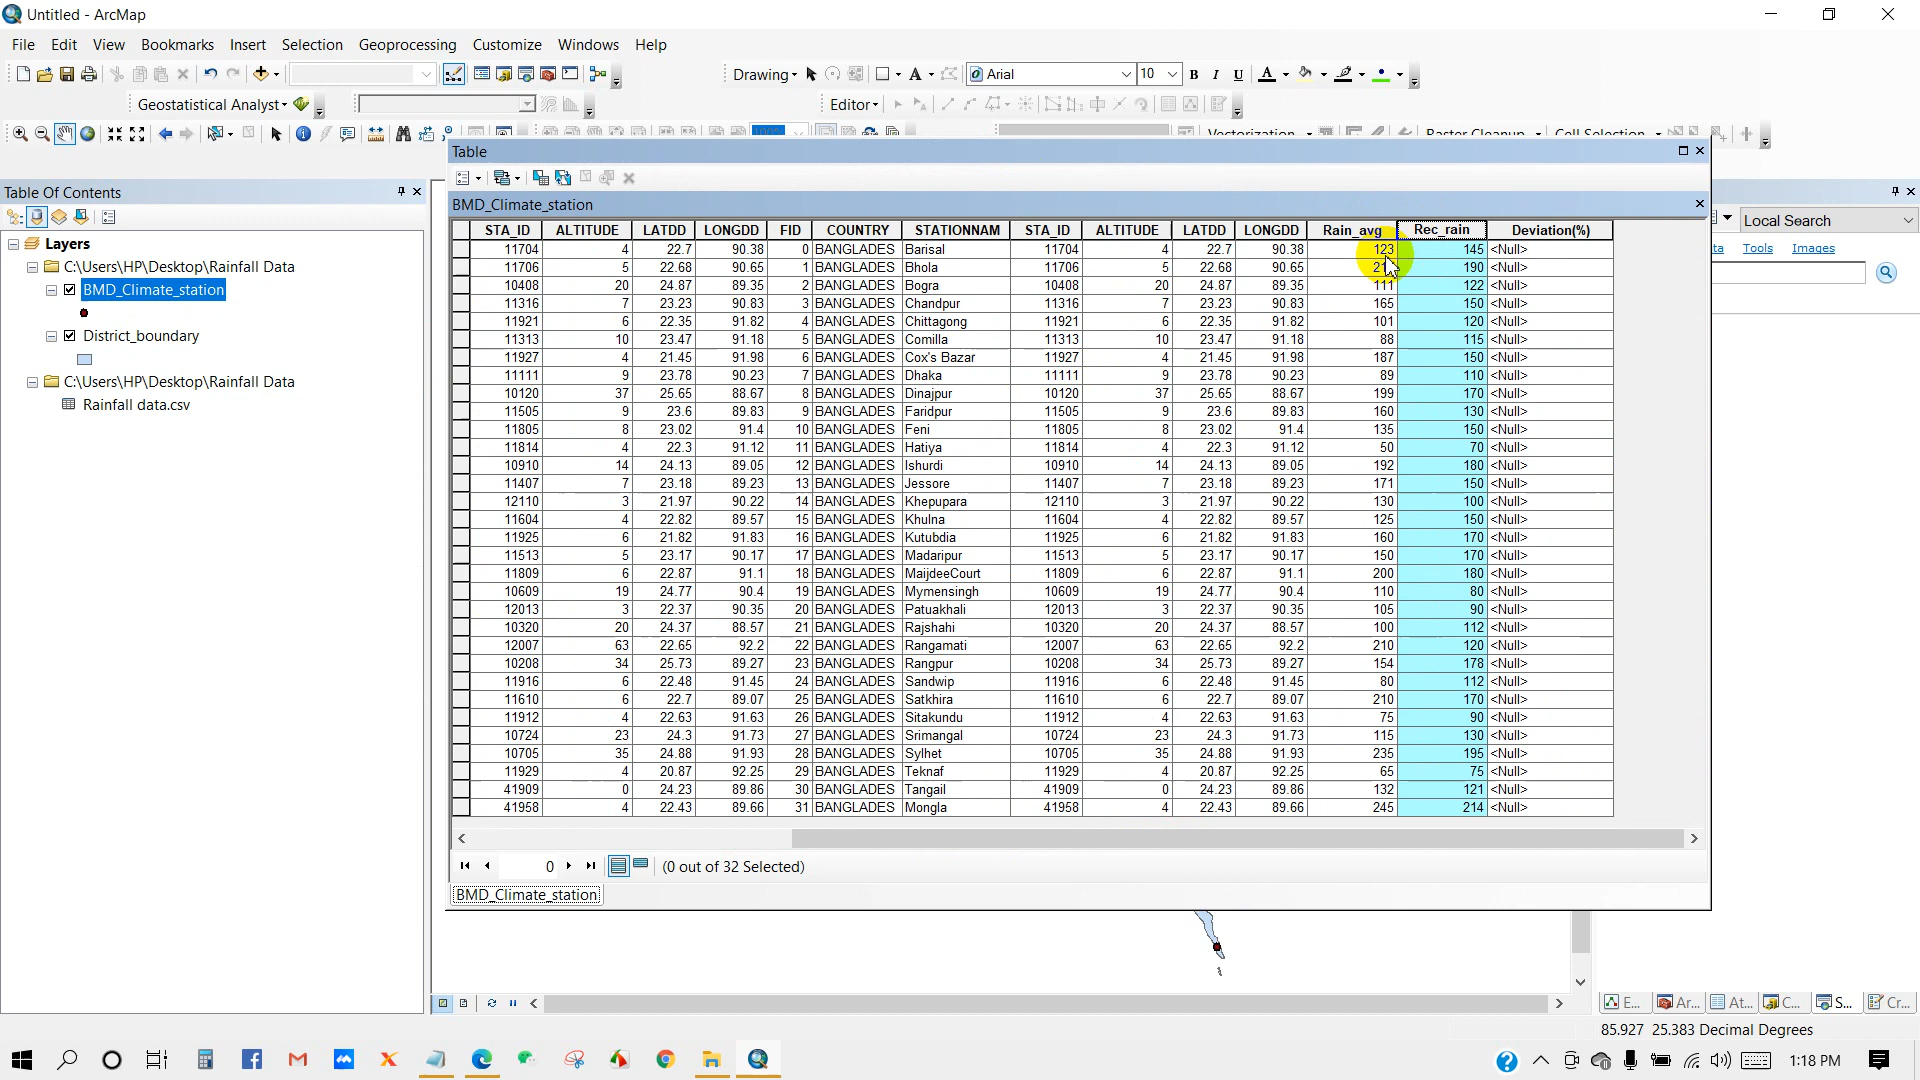 Untitled - ArcMap
File Edit View Bookmarks Insert Selection Geoprocessing Customize Windows Help
Drawing Arial 10 B I U A
Geostatistical Analyst Editor
Vectorization Raster Cleanup Cell Selection
Table
Table Of Contents
BMD_Climate_station
Local Search
Tools Images
Layers
C:\Users\HP\Desktop\Rainfall Data
BMD_Climate_station
District_boundary
C:\Users\HP\Desktop\Rainfall Data
Rainfall data.csv
STA_ID ALTITUDE LATDD LONGDD FID COUNTRY STATIONNAM STA_ID ALTITUDE LATDD LONGDD Rain_avg Rec_rain Deviation(%)
11704 4 22.7 90.38 0 BANGLADES Barisal 11704 4 22.7 90.38 123 145 <Null>
11706 5 22.68 90.65 1 BANGLADES Bhola 11706 5 22.68 90.65 190 <Null>
10408 20 24.87 89.35 2 BANGLADES Bogra 10408 20 24.87 89.35 111 122 <Null>
11316 7 23.23 90.83 3 BANGLADES Chandpur 11316 7 23.23 90.83 165 150 <Null>
11921 6 22.35 91.82 4 BANGLADES Chittagong 11921 6 22.35 91.82 101 120 <Null>
11313 10 23.47 91.18 5 BANGLADES Comilla 11313 10 23.47 91.18 88 115 <Null>
11927 4 21.45 91.98 6 BANGLADES Cox's Bazar 11927 4 21.45 91.98 187 150 <Null>
11111 9 23.78 90.23 7 BANGLADES Dhaka 11111 9 23.78 90.23 89 110 <Null>
10120 37 25.65 88.67 8 BANGLADES Dinajpur 10120 37 25.65 88.67 199 170 <Null>
11505 9 23.6 89.83 9 BANGLADES Faridpur 11505 9 23.6 89.83 160 130 <Null>
11805 8 23.02 91.4 10 BANGLADES Feni 11805 8 23.02 91.4 135 150 <Null>
11814 4 22.3 91.12 11 BANGLADES Hatiya 11814 4 22.3 91.12 50 70 <Null>
10910 14 24.13 89.05 12 BANGLADES Ishurdi 10910 14 24.13 89.05 192 180 <Null>
11407 7 23.18 89.23 13 BANGLADES Jessore 11407 7 23.18 89.23 171 150 <Null>
12110 3 21.97 90.22 14 BANGLADES Khepupara 12110 3 21.97 90.22 130 100 <Null>
11604 4 22.82 89.57 15 BANGLADES Khulna 11604 4 22.82 89.57 125 150 <Null>
11925 6 21.82 91.83 16 BANGLADES Kutubdia 11925 6 21.82 91.83 160 170 <Null>
11513 5 23.17 90.17 17 BANGLADES Madaripur 11513 5 23.17 90.17 150 170 <Null>
11809 6 22.87 91.1 18 BANGLADES MaijdeeCourt 11809 6 22.87 91.1 200 180 <Null>
10609 19 24.77 90.4 19 BANGLADES Mymensingh 10609 19 24.77 90.4 110 80 <Null>
12013 3 22.37 90.35 20 BANGLADES Patuakhali 12013 3 22.37 90.35 105 90 <Null>
10320 20 24.37 88.57 21 BANGLADES Rajshahi 10320 20 24.37 88.57 100 112 <Null>
12007 63 22.65 92.2 22 BANGLADES Rangamati 12007 63 22.65 92.2 210 120 <Null>
10208 34 25.73 89.27 23 BANGLADES Rangpur 10208 34 25.73 89.27 154 178 <Null>
11916 6 22.48 91.45 24 BANGLADES Sandwip 11916 6 22.48 91.45 80 112 <Null>
11610 6 22.7 89.07 25 BANGLADES Satkhira 11610 6 22.7 89.07 210 170 <Null>
11912 4 22.63 91.63 26 BANGLADES Sitakundu 11912 4 22.63 91.63 75 90 <Null>
10724 23 24.3 91.73 27 BANGLADES Srimangal 10724 23 24.3 91.73 115 130 <Null>
10705 35 24.88 91.93 28 BANGLADES Sylhet 10705 35 24.88 91.93 235 195 <Null>
11929 4 20.87 92.25 29 BANGLADES Teknaf 11929 4 20.87 92.25 65 75 <Null>
41909 0 24.23 89.86 30 BANGLADES Tangail 41909 0 24.23 89.86 132 121 <Null>
41958 4 22.43 89.66 31 BANGLADES Mongla 41958 4 22.43 89.66 245 214 <Null>
0 (0 out of 32 Selected)
BMD_Climate_station
E... Ar... At... C... S... Cr...
85.927 25.383 Decimal Degrees
1:18 PM